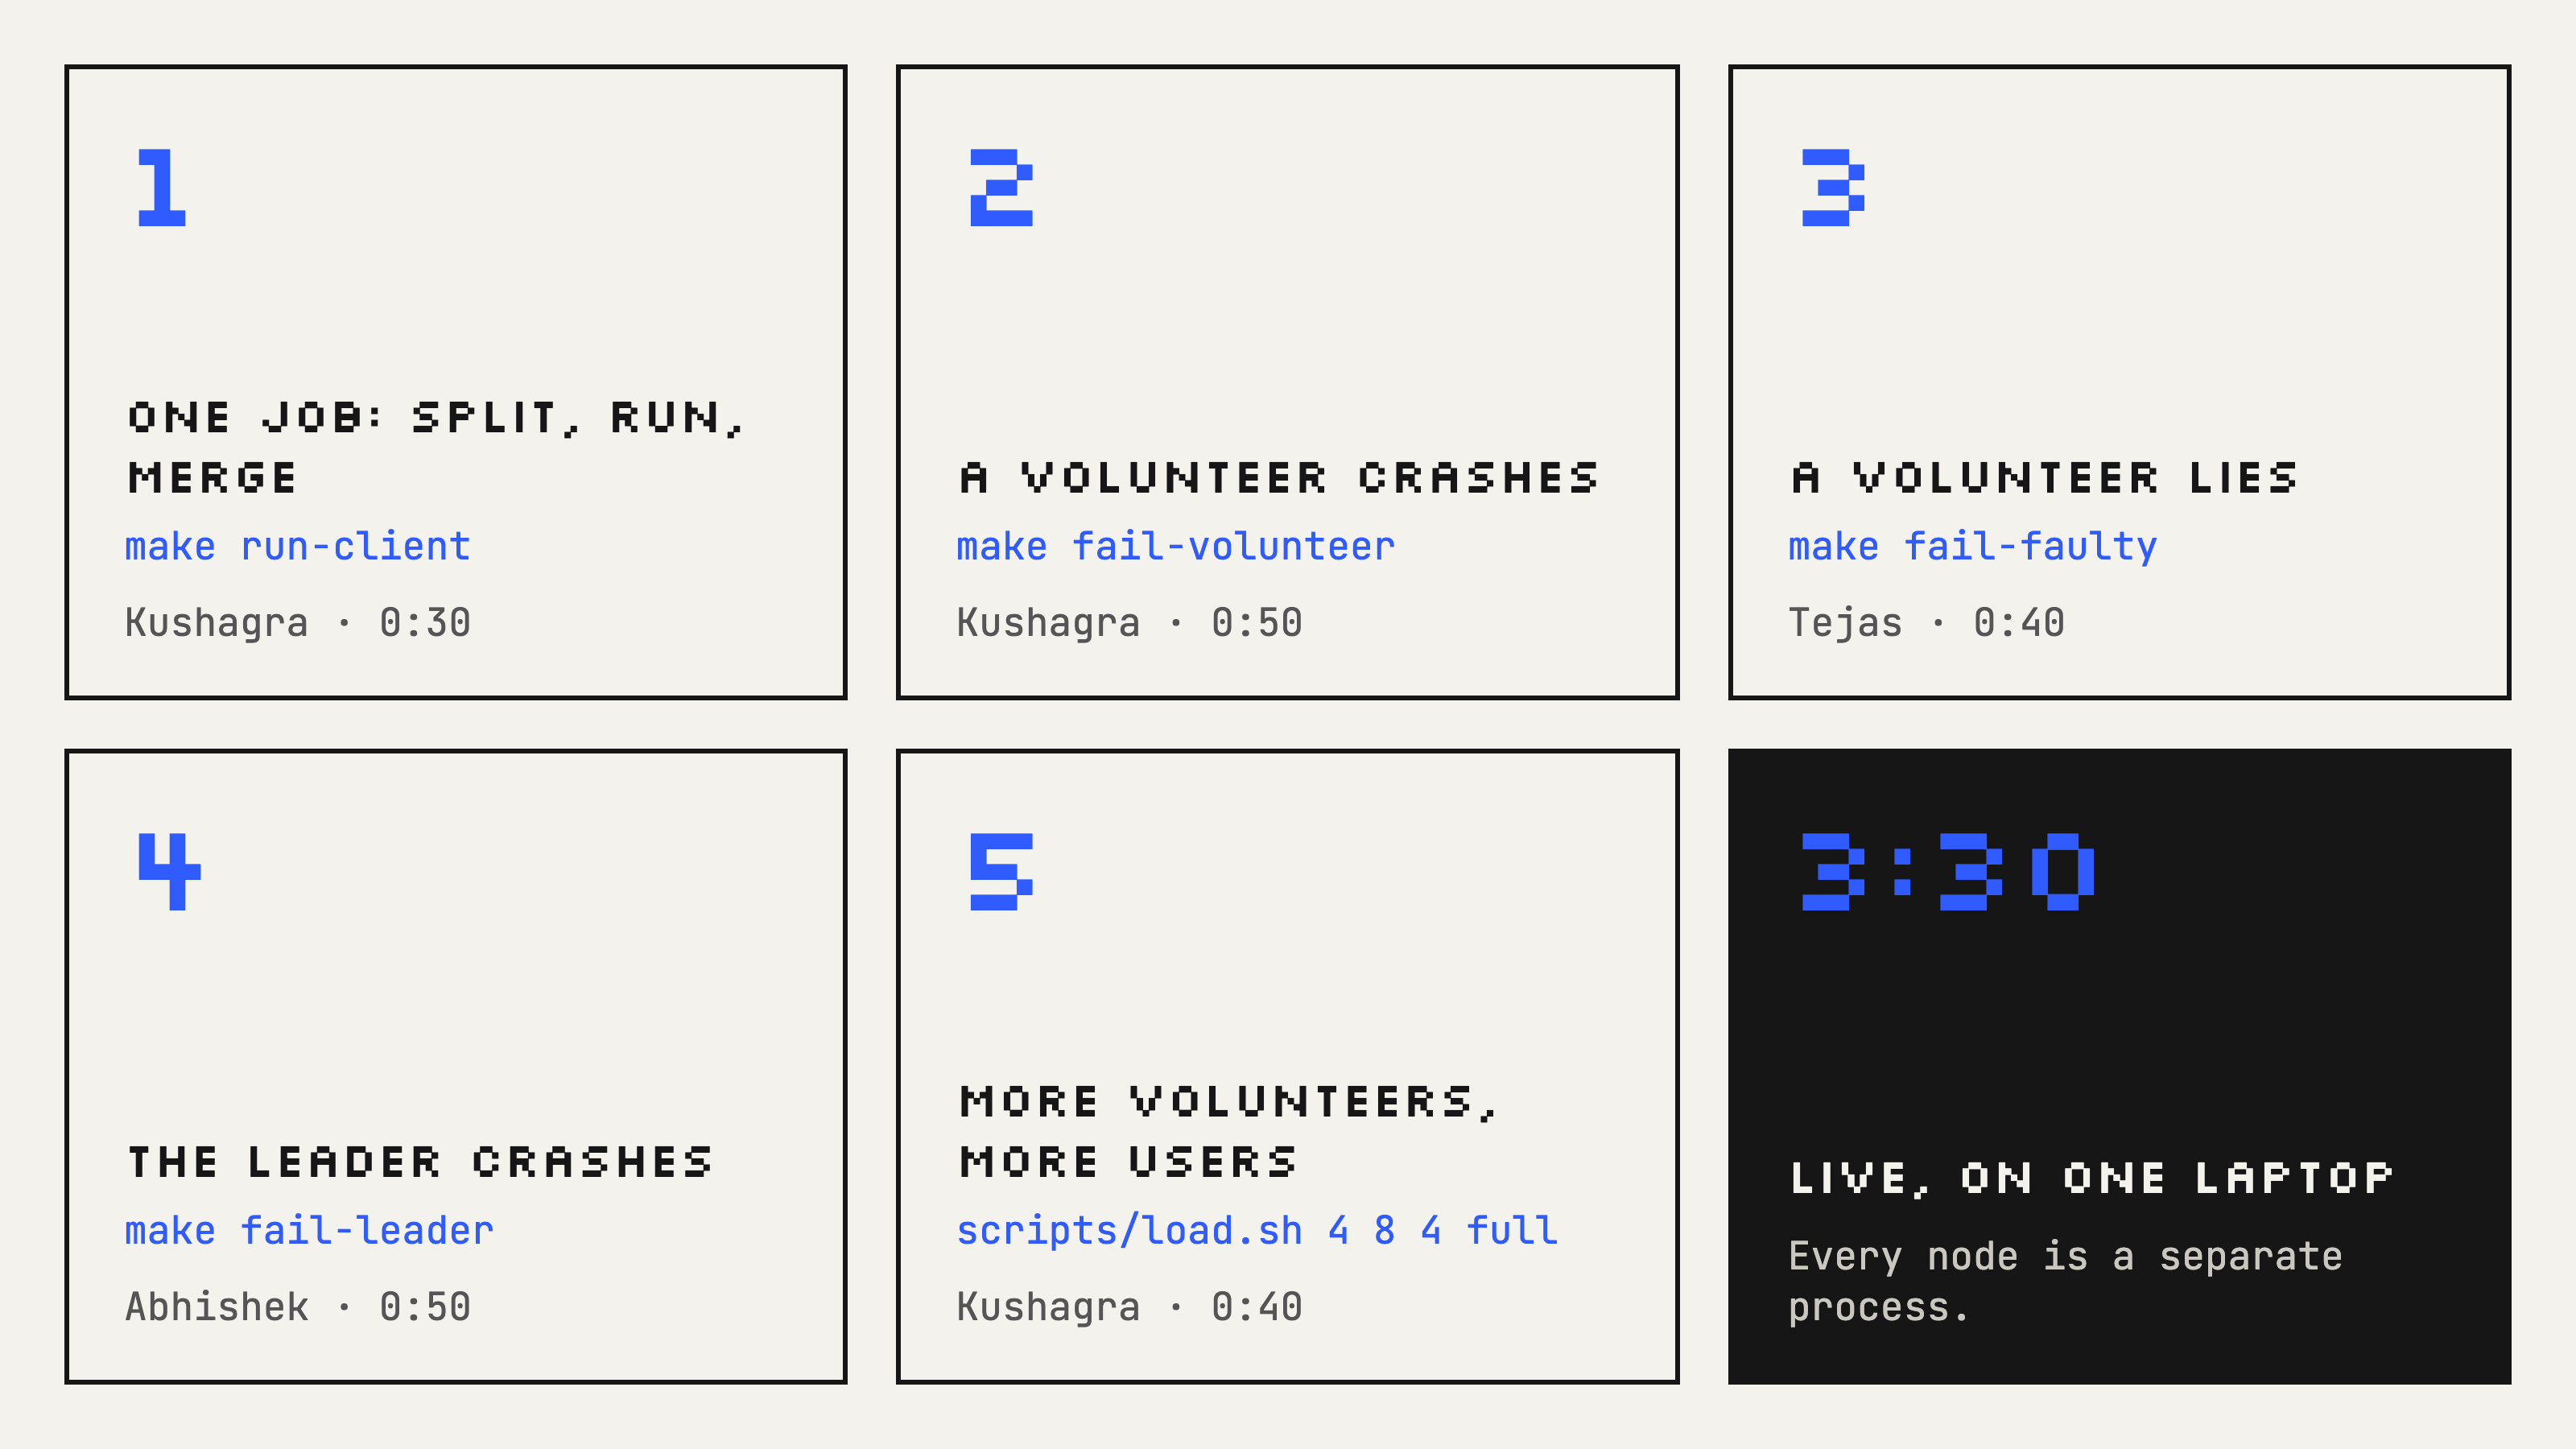 1
ONE JOB: SPLIT, RUN,
MERGE
make run-client
Kushagra · 0:30
2
A VOLUNTEER CRASHES
make fail-volunteer
Kushagra · 0:50
3
A VOLUNTEER LIES
make fail-faulty
Tejas · 0:40
4
THE LEADER CRASHES
make fail-leader
Abhishek · 0:50
5
MORE VOLUNTEERS,
MORE USERS
scripts/load.sh 4 8 4 full
Kushagra · 0:40
3:30
LIVE, ON ONE LAPTOP
Every node is a separate
process.